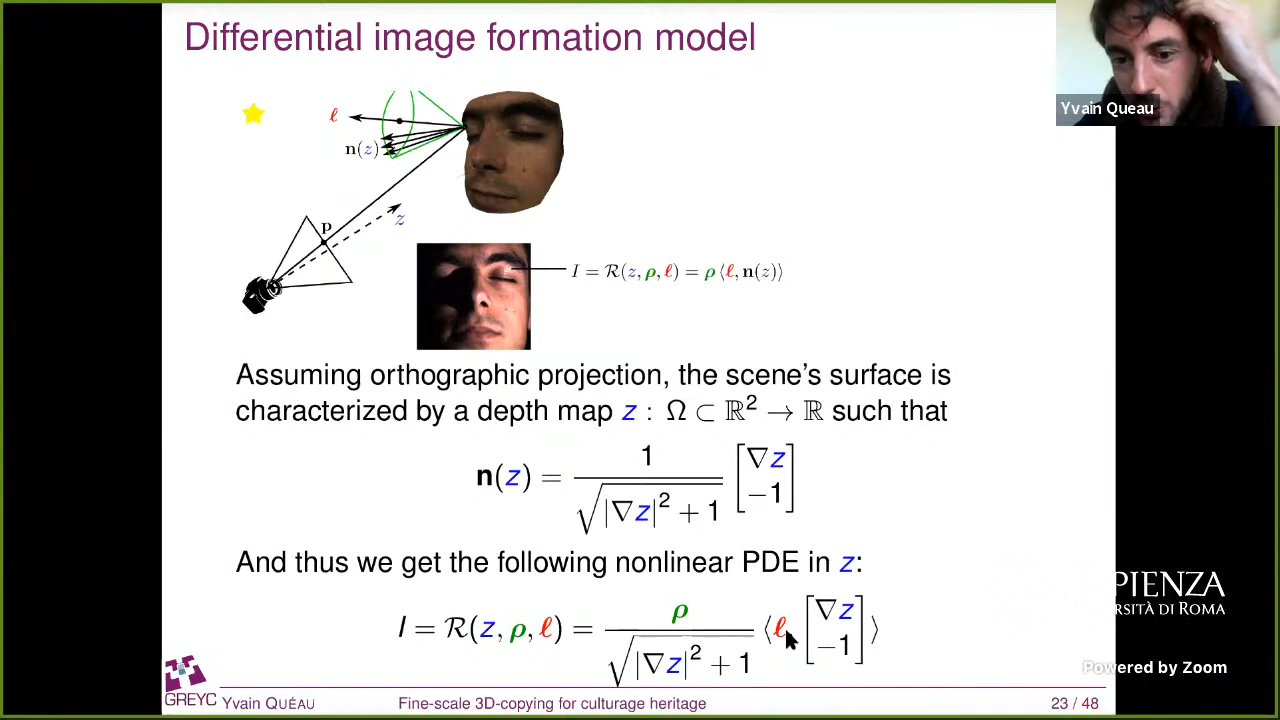 Differential image formation model
Yvain Queau
ℓ
n(z)
p
z
I = R(z, ρ, ℓ) = ρ ⟨ℓ, n(z)⟩
Assuming orthographic projection, the scene's surface is
characterized by a depth map z : Ω ⊂ ℝ² → ℝ such that
n(z) = 1 / √(|∇z|² + 1) [∇z −1]
And thus we get the following nonlinear PDE in z:
I = R(z, ρ, ℓ) = ρ / √(|∇z|² + 1) ⟨ℓ, [∇z −1]⟩
PIENZA
RSITÀ DI ROMA
Powered by Zoom
GREYC
Yvain QUÉAU
Fine-scale 3D-copying for culturage heritage
23 / 48